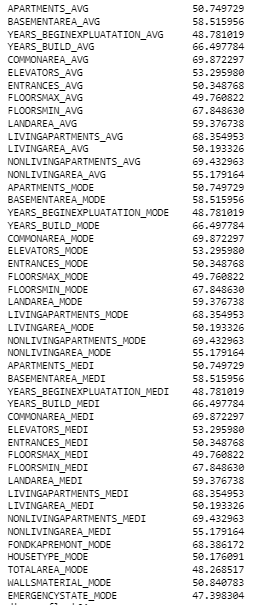 APARTMENTS_AVG 50.749729
BASEMENTAREA_AVG 58.515956
YEARS_BEGINEXPLUATATION_AVG 48.781019
YEARS_BUILD_AVG 66.497784
COMMONAREA_AVG 69.872297
ELEVATORS_AVG 53.295980
ENTRANCES_AVG 50.348768
FLOORSMAX_AVG 49.760822
FLOORSMIN_AVG 67.848630
LANDAREA_AVG 59.376738
LIVINGAPARTMENTS_AVG 68.354953
LIVINGAREA_AVG 50.193326
NONLIVINGAPARTMENTS_AVG 69.432963
NONLIVINGAREA_AVG 55.179164
APARTMENTS_MODE 50.749729
BASEMENTAREA_MODE 58.515956
YEARS_BEGINEXPLUATATION_MODE 48.781019
YEARS_BUILD_MODE 66.497784
COMMONAREA_MODE 69.872297
ELEVATORS_MODE 53.295980
ENTRANCES_MODE 50.348768
FLOORSMAX_MODE 49.760822
FLOORSMIN_MODE 67.848630
LANDAREA_MODE 59.376738
LIVINGAPARTMENTS_MODE 68.354953
LIVINGAREA_MODE 50.193326
NONLIVINGAPARTMENTS_MODE 69.432963
NONLIVINGAREA_MODE 55.179164
APARTMENTS_MEDI 50.749729
BASEMENTAREA_MEDI 58.515956
YEARS_BEGINEXPLUATATION_MEDI 48.781019
YEARS_BUILD_MEDI 66.497784
COMMONAREA_MEDI 69.872297
ELEVATORS_MEDI 53.295980
ENTRANCES_MEDI 50.348768
FLOORSMAX_MEDI 49.760822
FLOORSMIN_MEDI 67.848630
LANDAREA_MEDI 59.376738
LIVINGAPARTMENTS_MEDI 68.354953
LIVINGAREA_MEDI 50.193326
NONLIVINGAPARTMENTS_MEDI 69.432963
NONLIVINGAREA_MEDI 55.179164
FONDKAPREMONT_MODE 68.386172
HOUSETYPE_MODE 50.176091
TOTALAREA_MODE 48.268517
WALLSMATERIAL_MODE 50.840783
EMERGENCYSTATE_MODE 47.398304